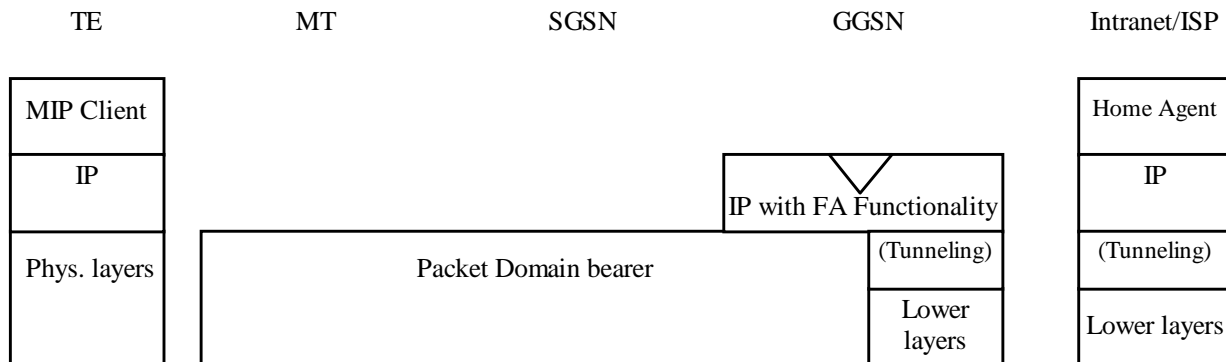 TE MT SGSN GGSN Intranet/ISP
MIP Client Home Agent
IP IP
IP with FA Functionality
Phys. layers Packet Domain bearer (Tunneling) (Tunneling)
Lower
layers Lower layers